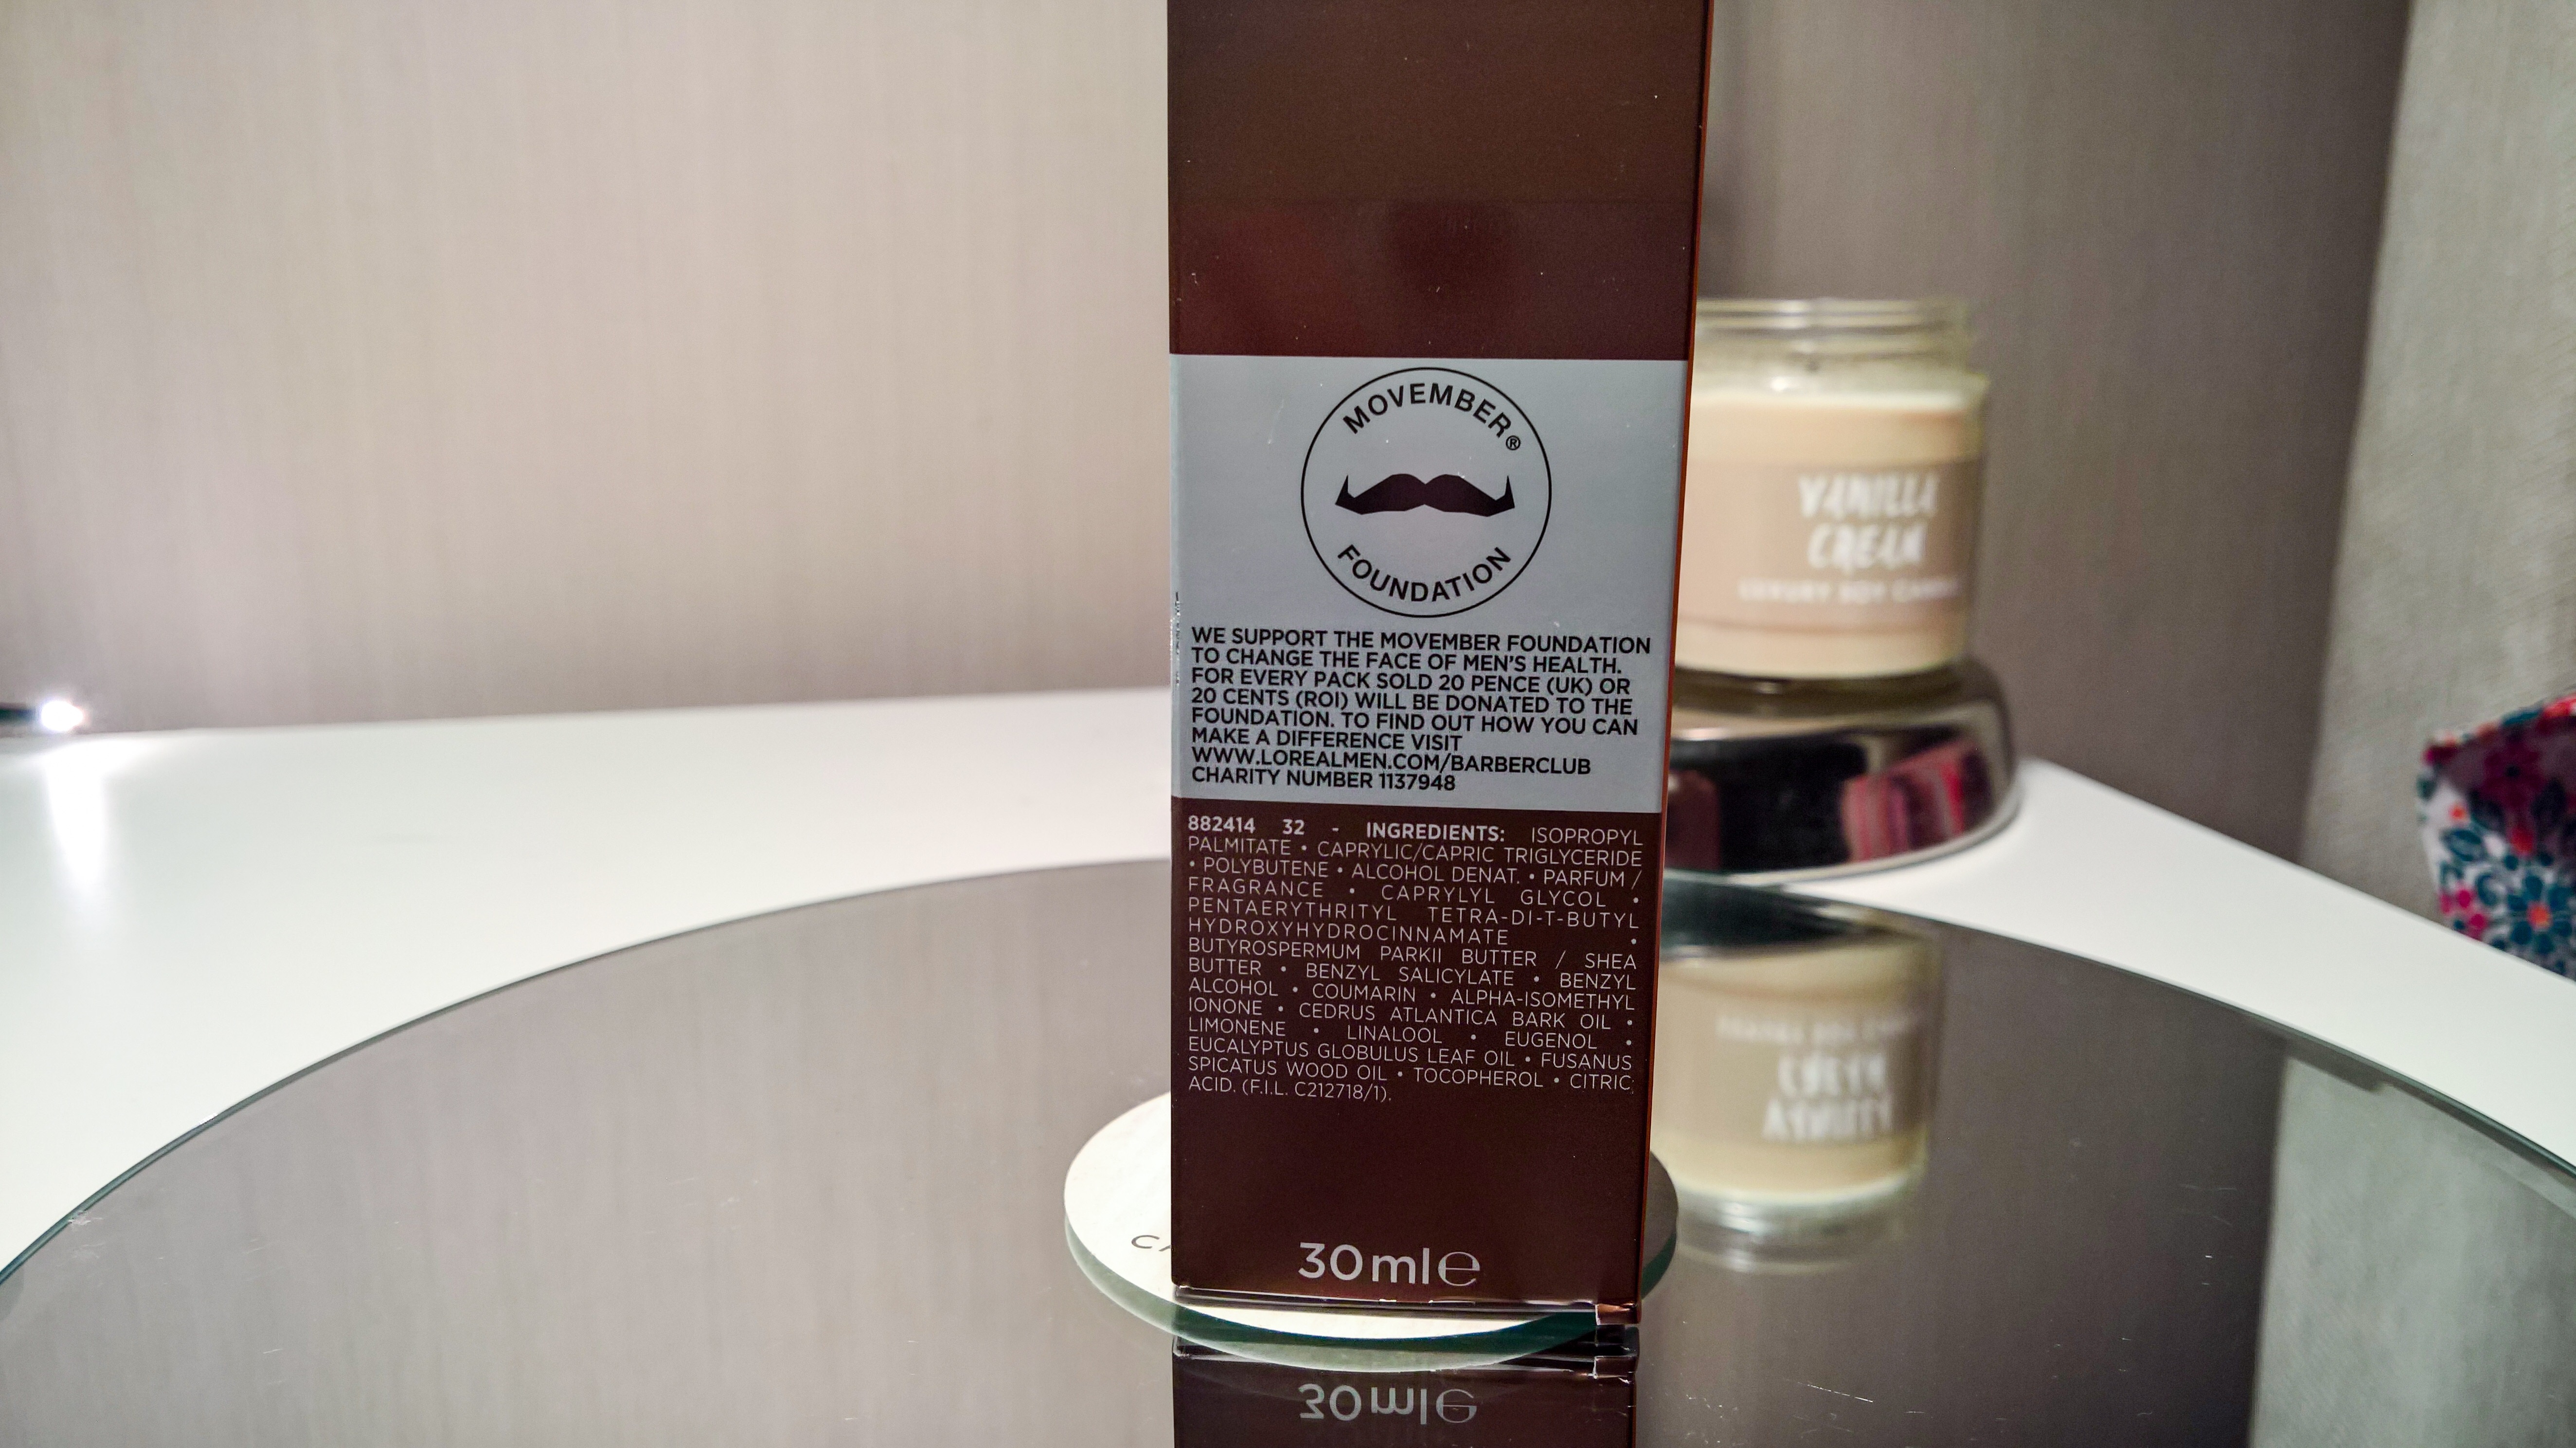 MOVEMBER®
FOUNDATION
WE SUPPORT THE MOVEMBER FOUNDATION
TO CHANGE THE FACE OF MEN'S HEALTH.
FOR EVERY PACK SOLD 20 PENCE (UK) OR
20 CENTS (ROI) WILL BE DONATED TO THE
FOUNDATION. TO FIND OUT HOW YOU CAN
MAKE A DIFFERENCE VISIT
WWW.LOREALMEN.COM/BARBERCLUB
CHARITY NUMBER 1137948
882414 32 - INGREDIENTS: ISOPROPYL
PALMITATE • CAPRYLIC/CAPRIC TRIGLYCERIDE
• POLYBUTENE • ALCOHOL DENAT. • PARFUM /
FRAGRANCE • CAPRYLYL GLYCOL •
PENTAERYTHRITYL TETRA-DI-T-BUTYL
HYDROXYHYDROCINNAMATE •
BUTYROSPERMUM PARKII BUTTER / SHEA
BUTTER • BENZYL SALICYLATE • BENZYL
ALCOHOL • COUMARIN • ALPHA-ISOMETHYL
IONONE • CEDRUS ATLANTICA BARK OIL •
LIMONENE • LINALOOL • EUGENOL •
EUCALYPTUS GLOBULUS LEAF OIL • FUSANUS
SPICATUS WOOD OIL • TOCOPHEROL • CITRIC
ACID. (F.I.L. C212718/1).
30ml℮
VANILLA
CREAM
LUXURY SOY CANDLE